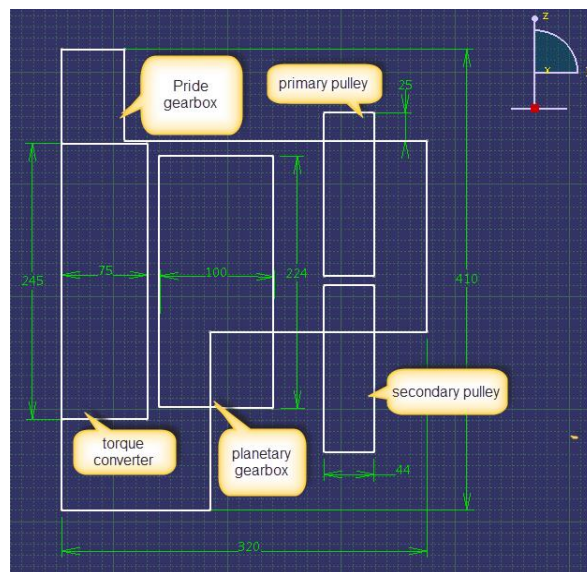 z
Pride
gearbox
primary pulley
25
x
245
75
100
224
410
secondary pulley
torque
converter
planetary
gearbox
44
320